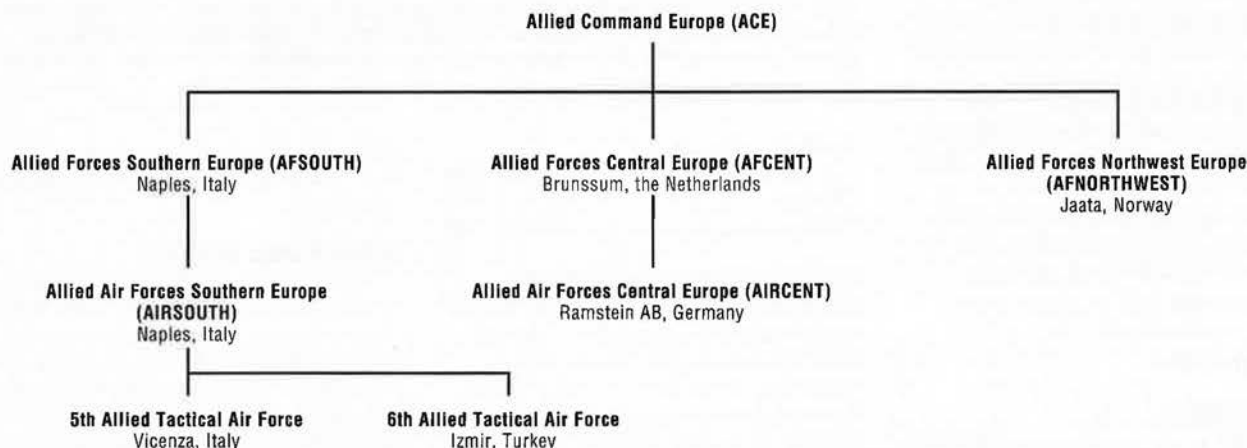 Allied Command Europe (ACE)
Allied Forces Southern Europe (AFSOUTH)
Naples, Italy
Allied Forces Central Europe (AFCENT)
Brunssum, the Netherlands
Allied Forces Northwest Europe
(AFNORTHWEST)
Jaata, Norway
Allied Air Forces Southern Europe
(AIRSOUTH)
Naples, Italy
Allied Air Forces Central Europe (AIRCENT)
Ramstein AB, Germany
5th Allied Tactical Air Force
Vicenza, Italy
6th Allied Tactical Air Force
Izmir, Turkey